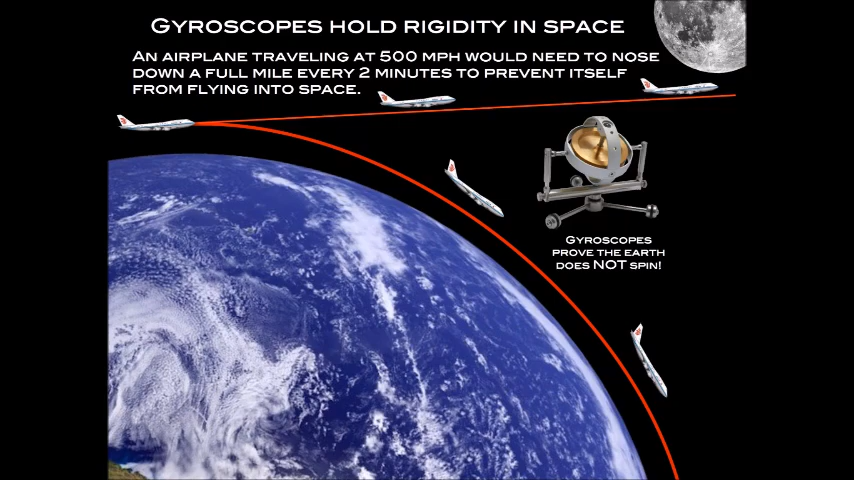 GYROSCOPES HOLD RIGIDITY IN SPACE
AN AIRPLANE TRAVELING AT 500 MPH WOULD NEED TO NOSE
DOWN A FULL MILE EVERY 2 MINUTES TO PREVENT ITSELF
FROM FLYING INTO SPACE.
GYROSCOPES
PROVE THE EARTH
DOES NOT SPIN!